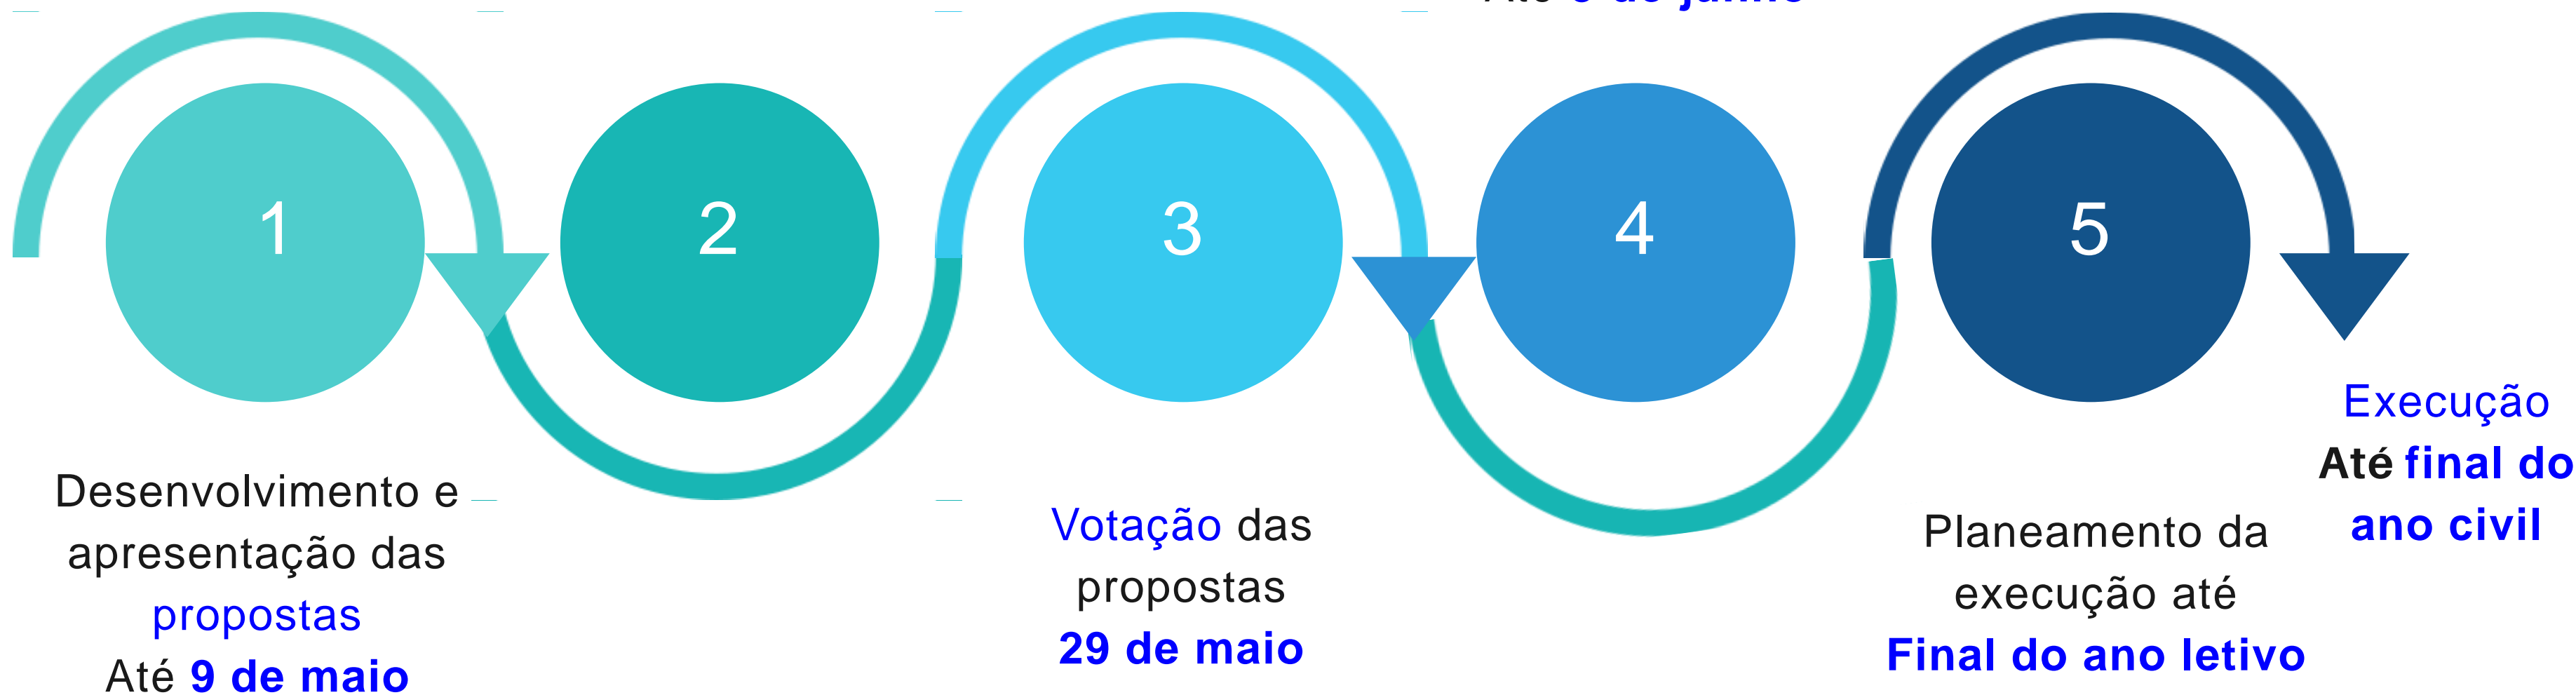 1
2
3
4
5
Desenvolvimento e
apresentação das
propostas
Até 9 de maio
Votação das
propostas
29 de maio
Planeamento da
execução até
Final do ano letivo
Execução
Até final do
ano civil